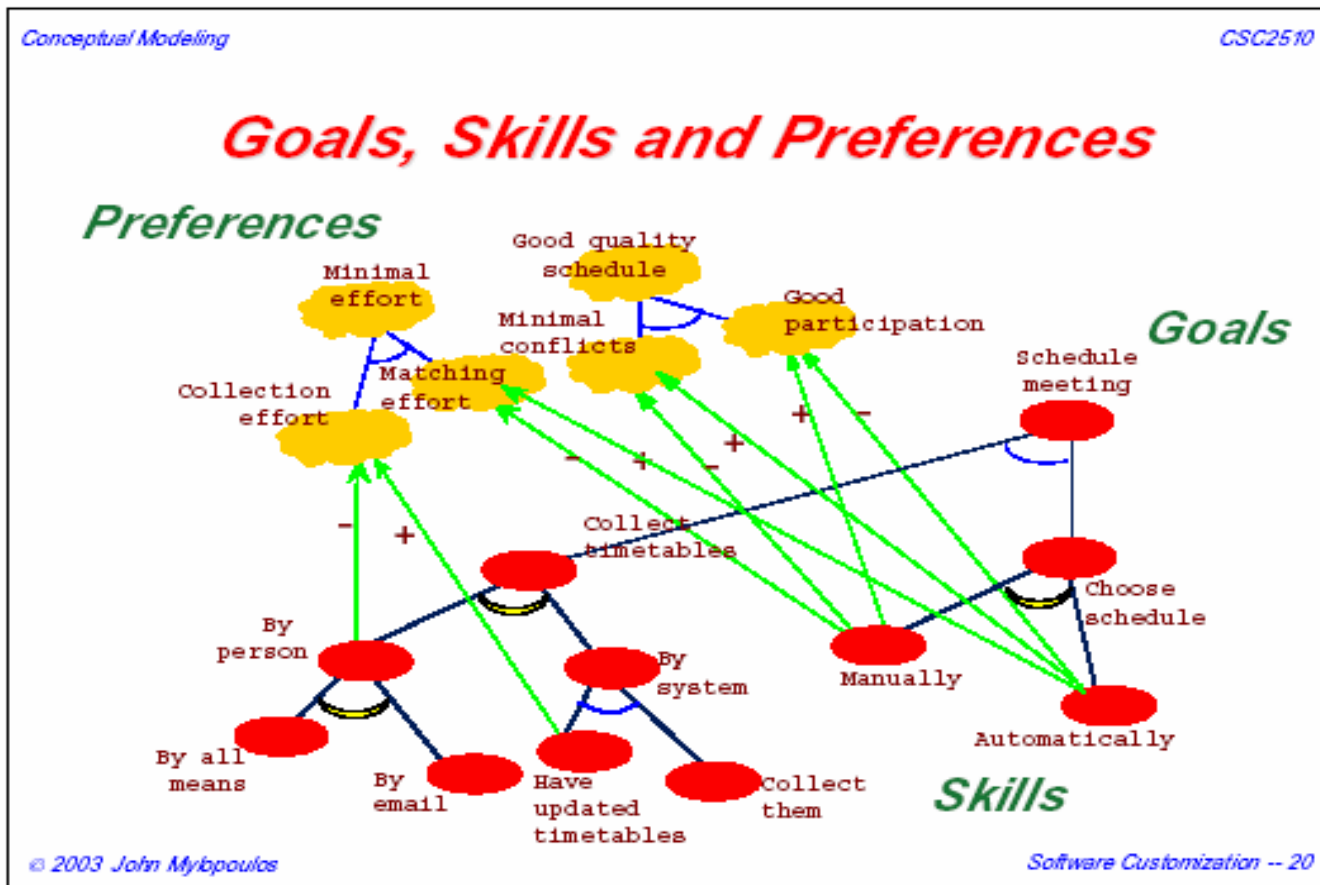 Conceptual Modeling
CSC2510
Goals, Skills and Preferences
Preferences
Good quality
schedule
Minimal
effort
Good
participation
Goals
Minimal
conflicts
Schedule
meeting
Matching
effort
Collection
effort
+
-
-
+
-
+
-
+
Collect
timetables
Choose
schedule
By
person
By
system
Manually
Automatically
By all
means
By
email
Have
updated
timetables
Collect
them
Skills
© 2003 John Mylopoulos
Software Customization -- 20